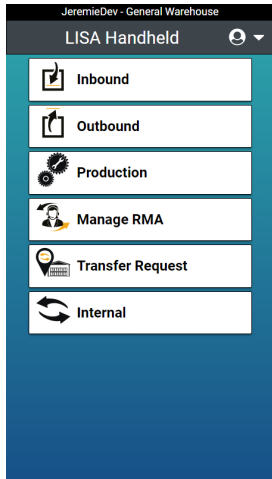 JeremieDev - General Warehouse
LISA Handheld
Inbound
Outbound
Production
Manage RMA
Transfer Request
Internal